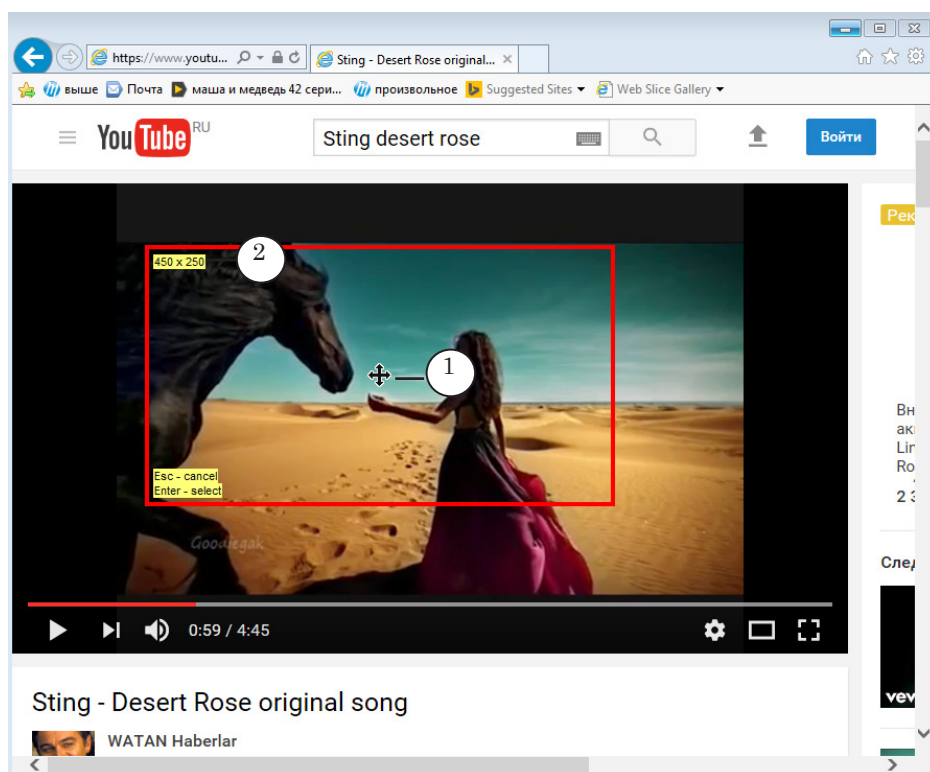 https://www.youtu...
Sting - Desert Rose original...
выше Почта маша и медведь 42 сери... произвольное Suggested Sites Web Slice Gallery
YouTube RU
Sting desert rose
Войти
Рек
450 x 250
2
1
Вн
ак
Lin
Ro
2 3
Esc - cancel
Enter - select
Goodiegak
След
0:59 / 4:45
Sting - Desert Rose original song
vev
WATAN Haberlar